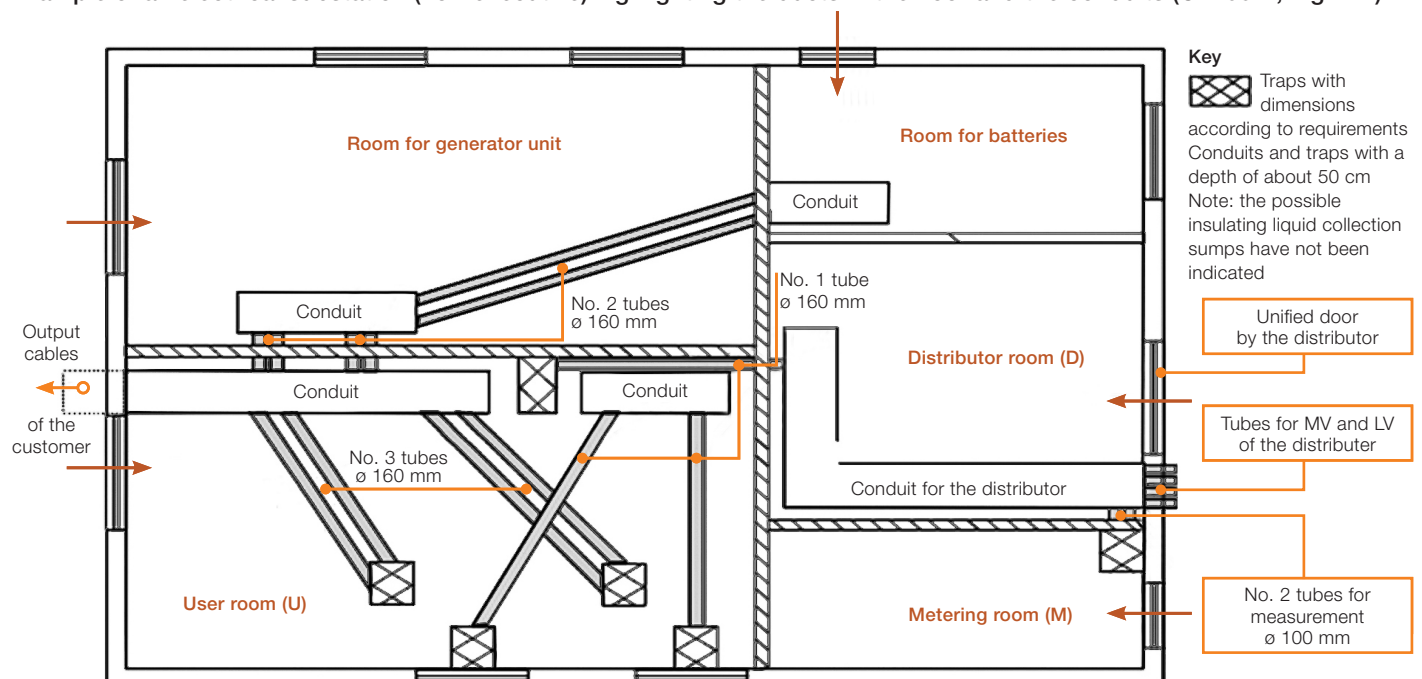 Key
Traps with
dimensions
according to requirements
Conduits and traps with a
depth of about 50 cm
Note: the possible
insulating liquid collection
sumps have not been
indicated
Room for generator unit
Room for batteries
Conduit
Conduit
No. 2 tubes
ø 160 mm
No. 1 tube
ø 160 mm
Output
cables
of the
customer
Conduit
Conduit
Distributor room (D)
Unified door
by the distributor
Tubes for MV and LV
of the distributer
No. 3 tubes
ø 160 mm
Conduit for the distributor
User room (U)
Metering room (M)
No. 2 tubes for
measurement
ø 100 mm